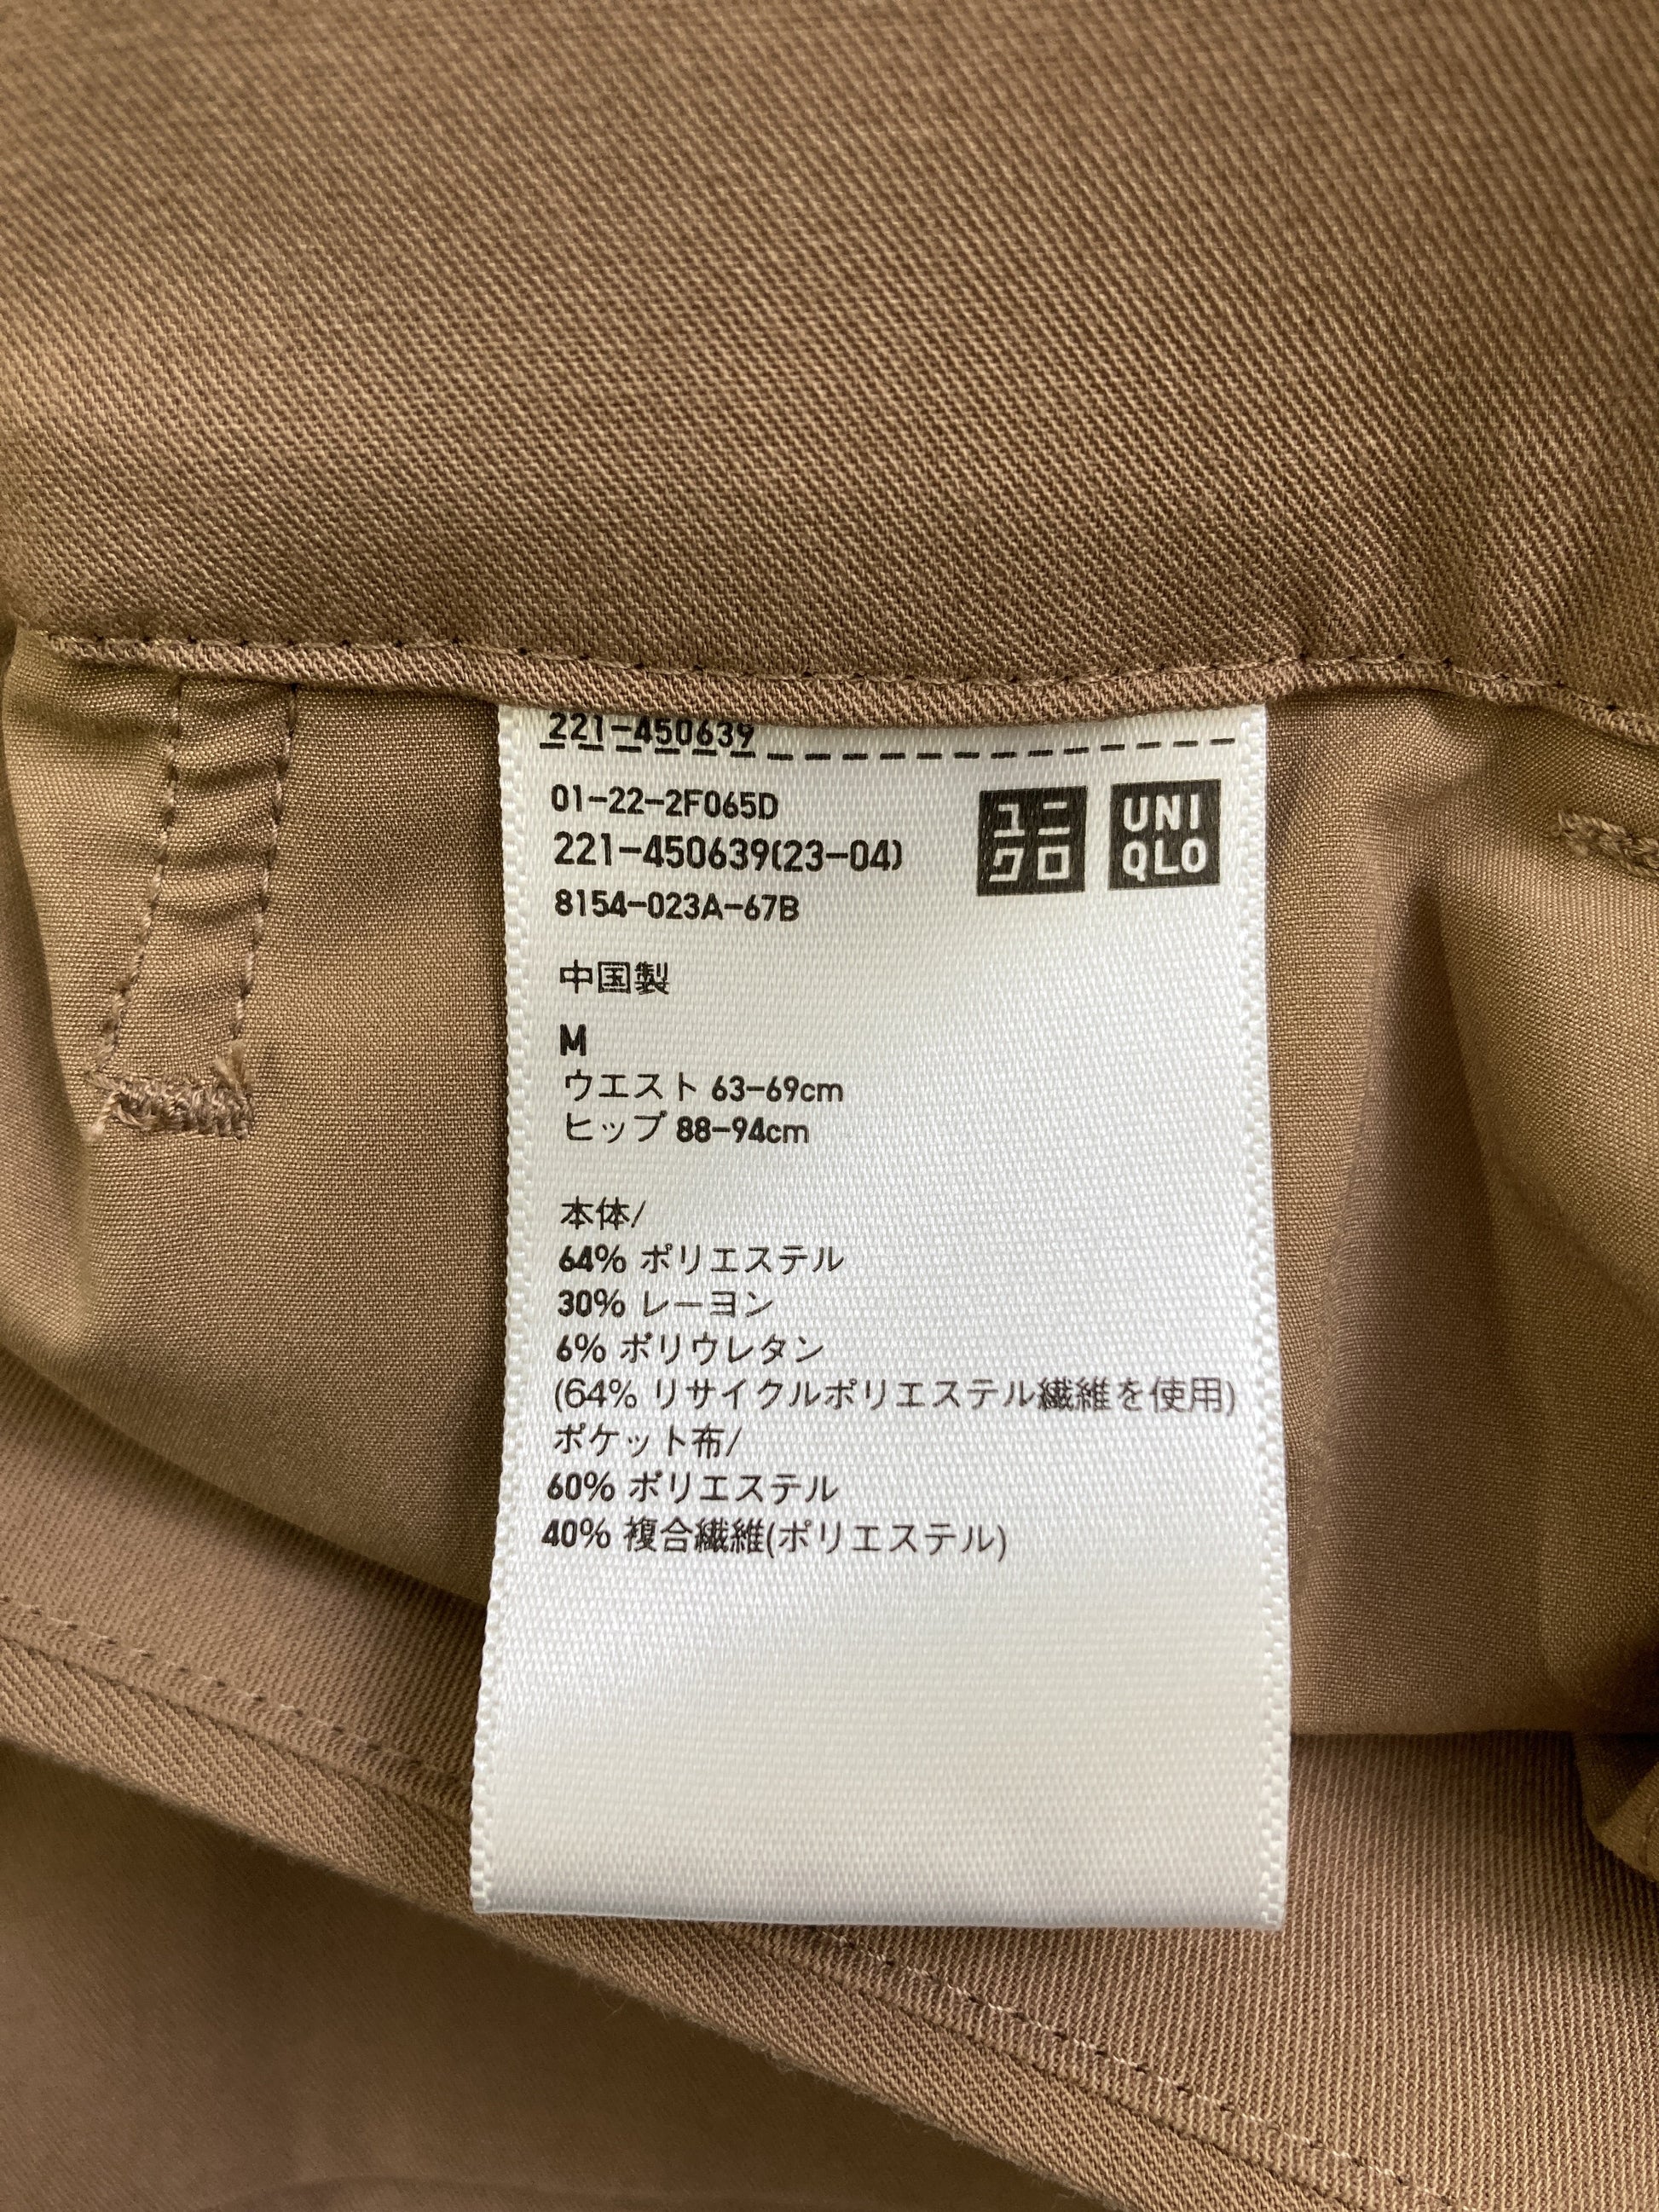 221-450639
01-22-2F065D
221-450639(23-04)
8154-023A-67B
ユニ
クロ
UNI
QLO
中国製
M
ウエスト 63-69cm
ヒップ 88-94cm
本体/
64% ポリエステル
30% レーヨン
6% ポリウレタン
(64% リサイクルポリエステル繊維を使用)
ポケット布/
60% ポリエステル
40% 複合繊維(ポリエステル)